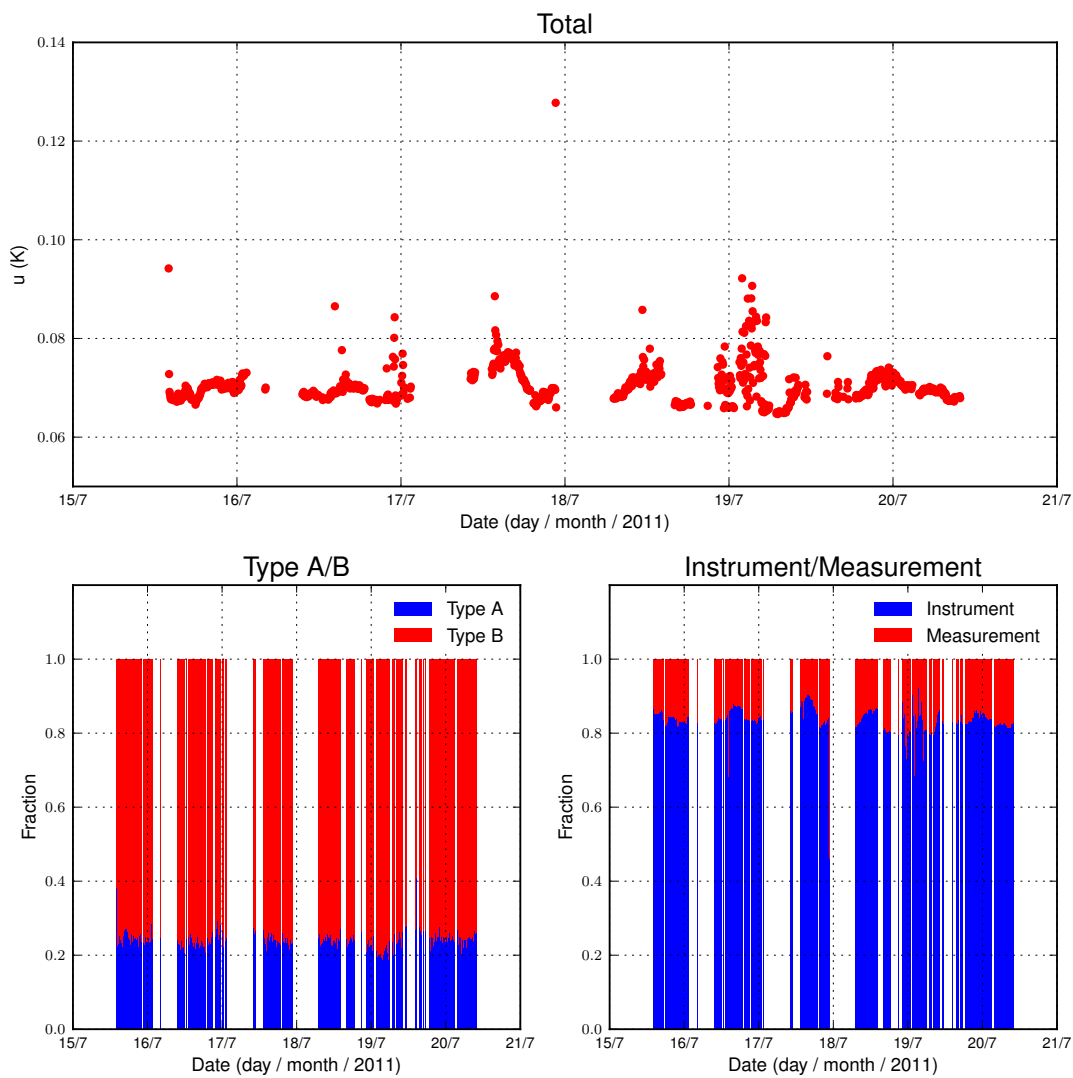 Total
0.14
0.12
0.10
0.08
0.06
u (K)
15/7 16/7 17/7 18/7 19/7 20/7 21/7
Date (day / month / 2011)
Type A/B
Type A
Type B
1.0
0.8
0.6
0.4
0.2
0.0
Fraction
15/7 16/7 17/7 18/7 19/7 20/7 21/7
Date (day / month / 2011)
Instrument/Measurement
Instrument
Measurement
1.0
0.8
0.6
0.4
0.2
0.0
Fraction
15/7 16/7 17/7 18/7 19/7 20/7 21/7
Date (day / month / 2011)